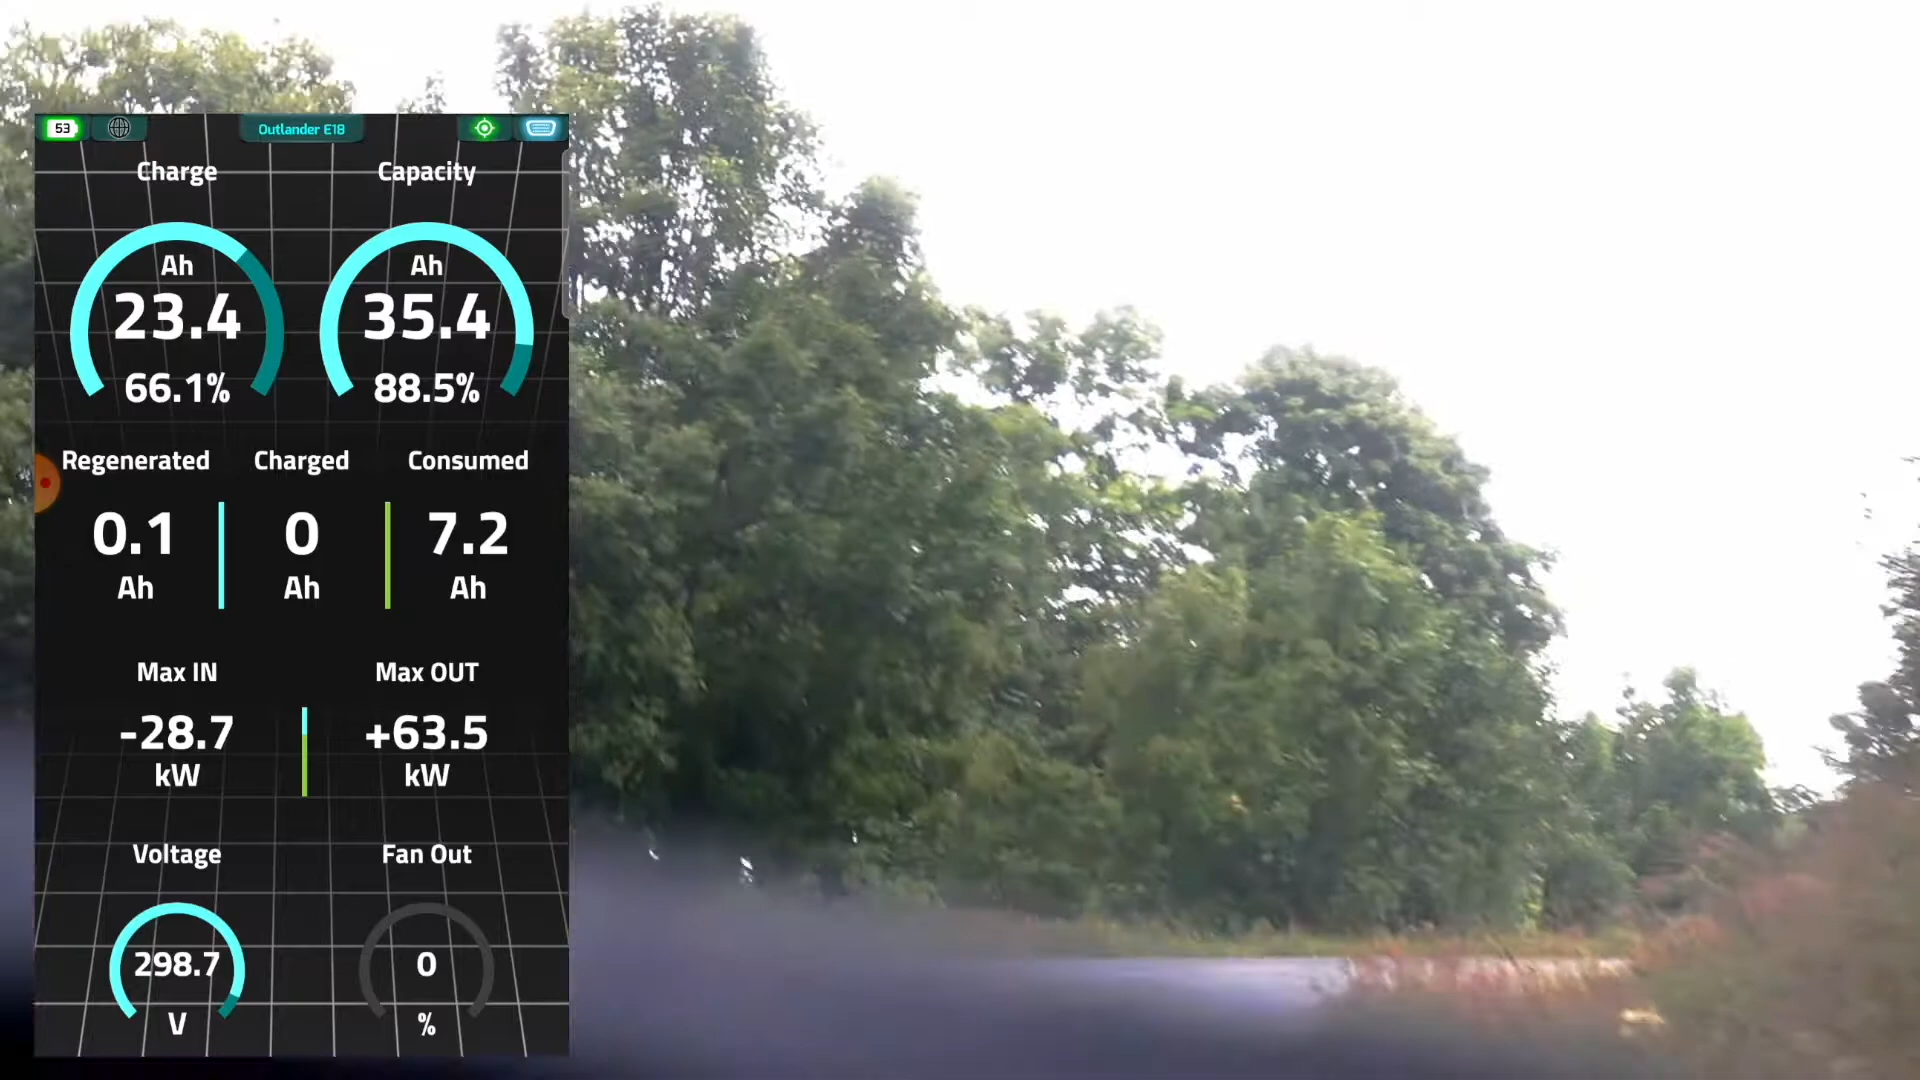 53
Outlander E18
Charge Capacity
Ah Ah
23.4 35.4
66.1% 88.5%
Regenerated Charged Consumed
0.1 0 7.2
Ah Ah Ah
Max IN Max OUT
-28.7 +63.5
kW kW
Voltage Fan Out
298.7 0
V %